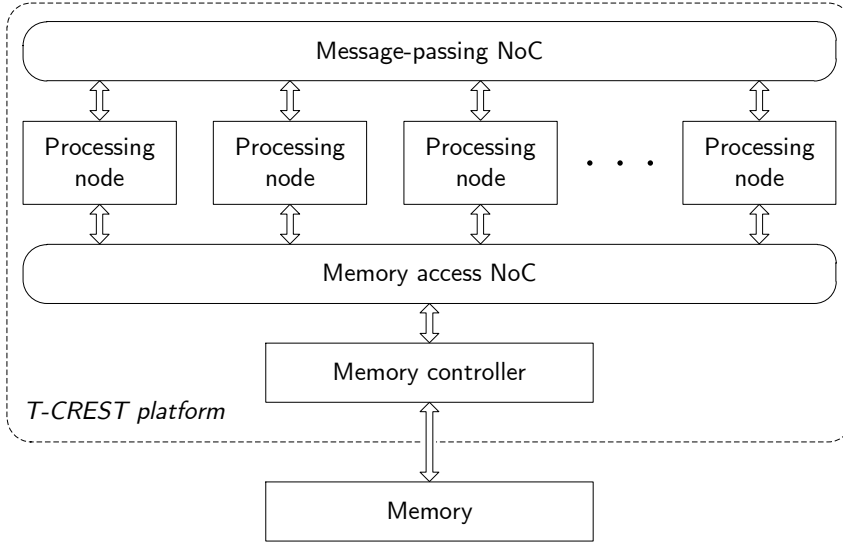 Message-passing NoC
Processing
node
Processing
node
Processing
node
. . .
Processing
node
Memory access NoC
Memory controller
T-CREST platform
Memory